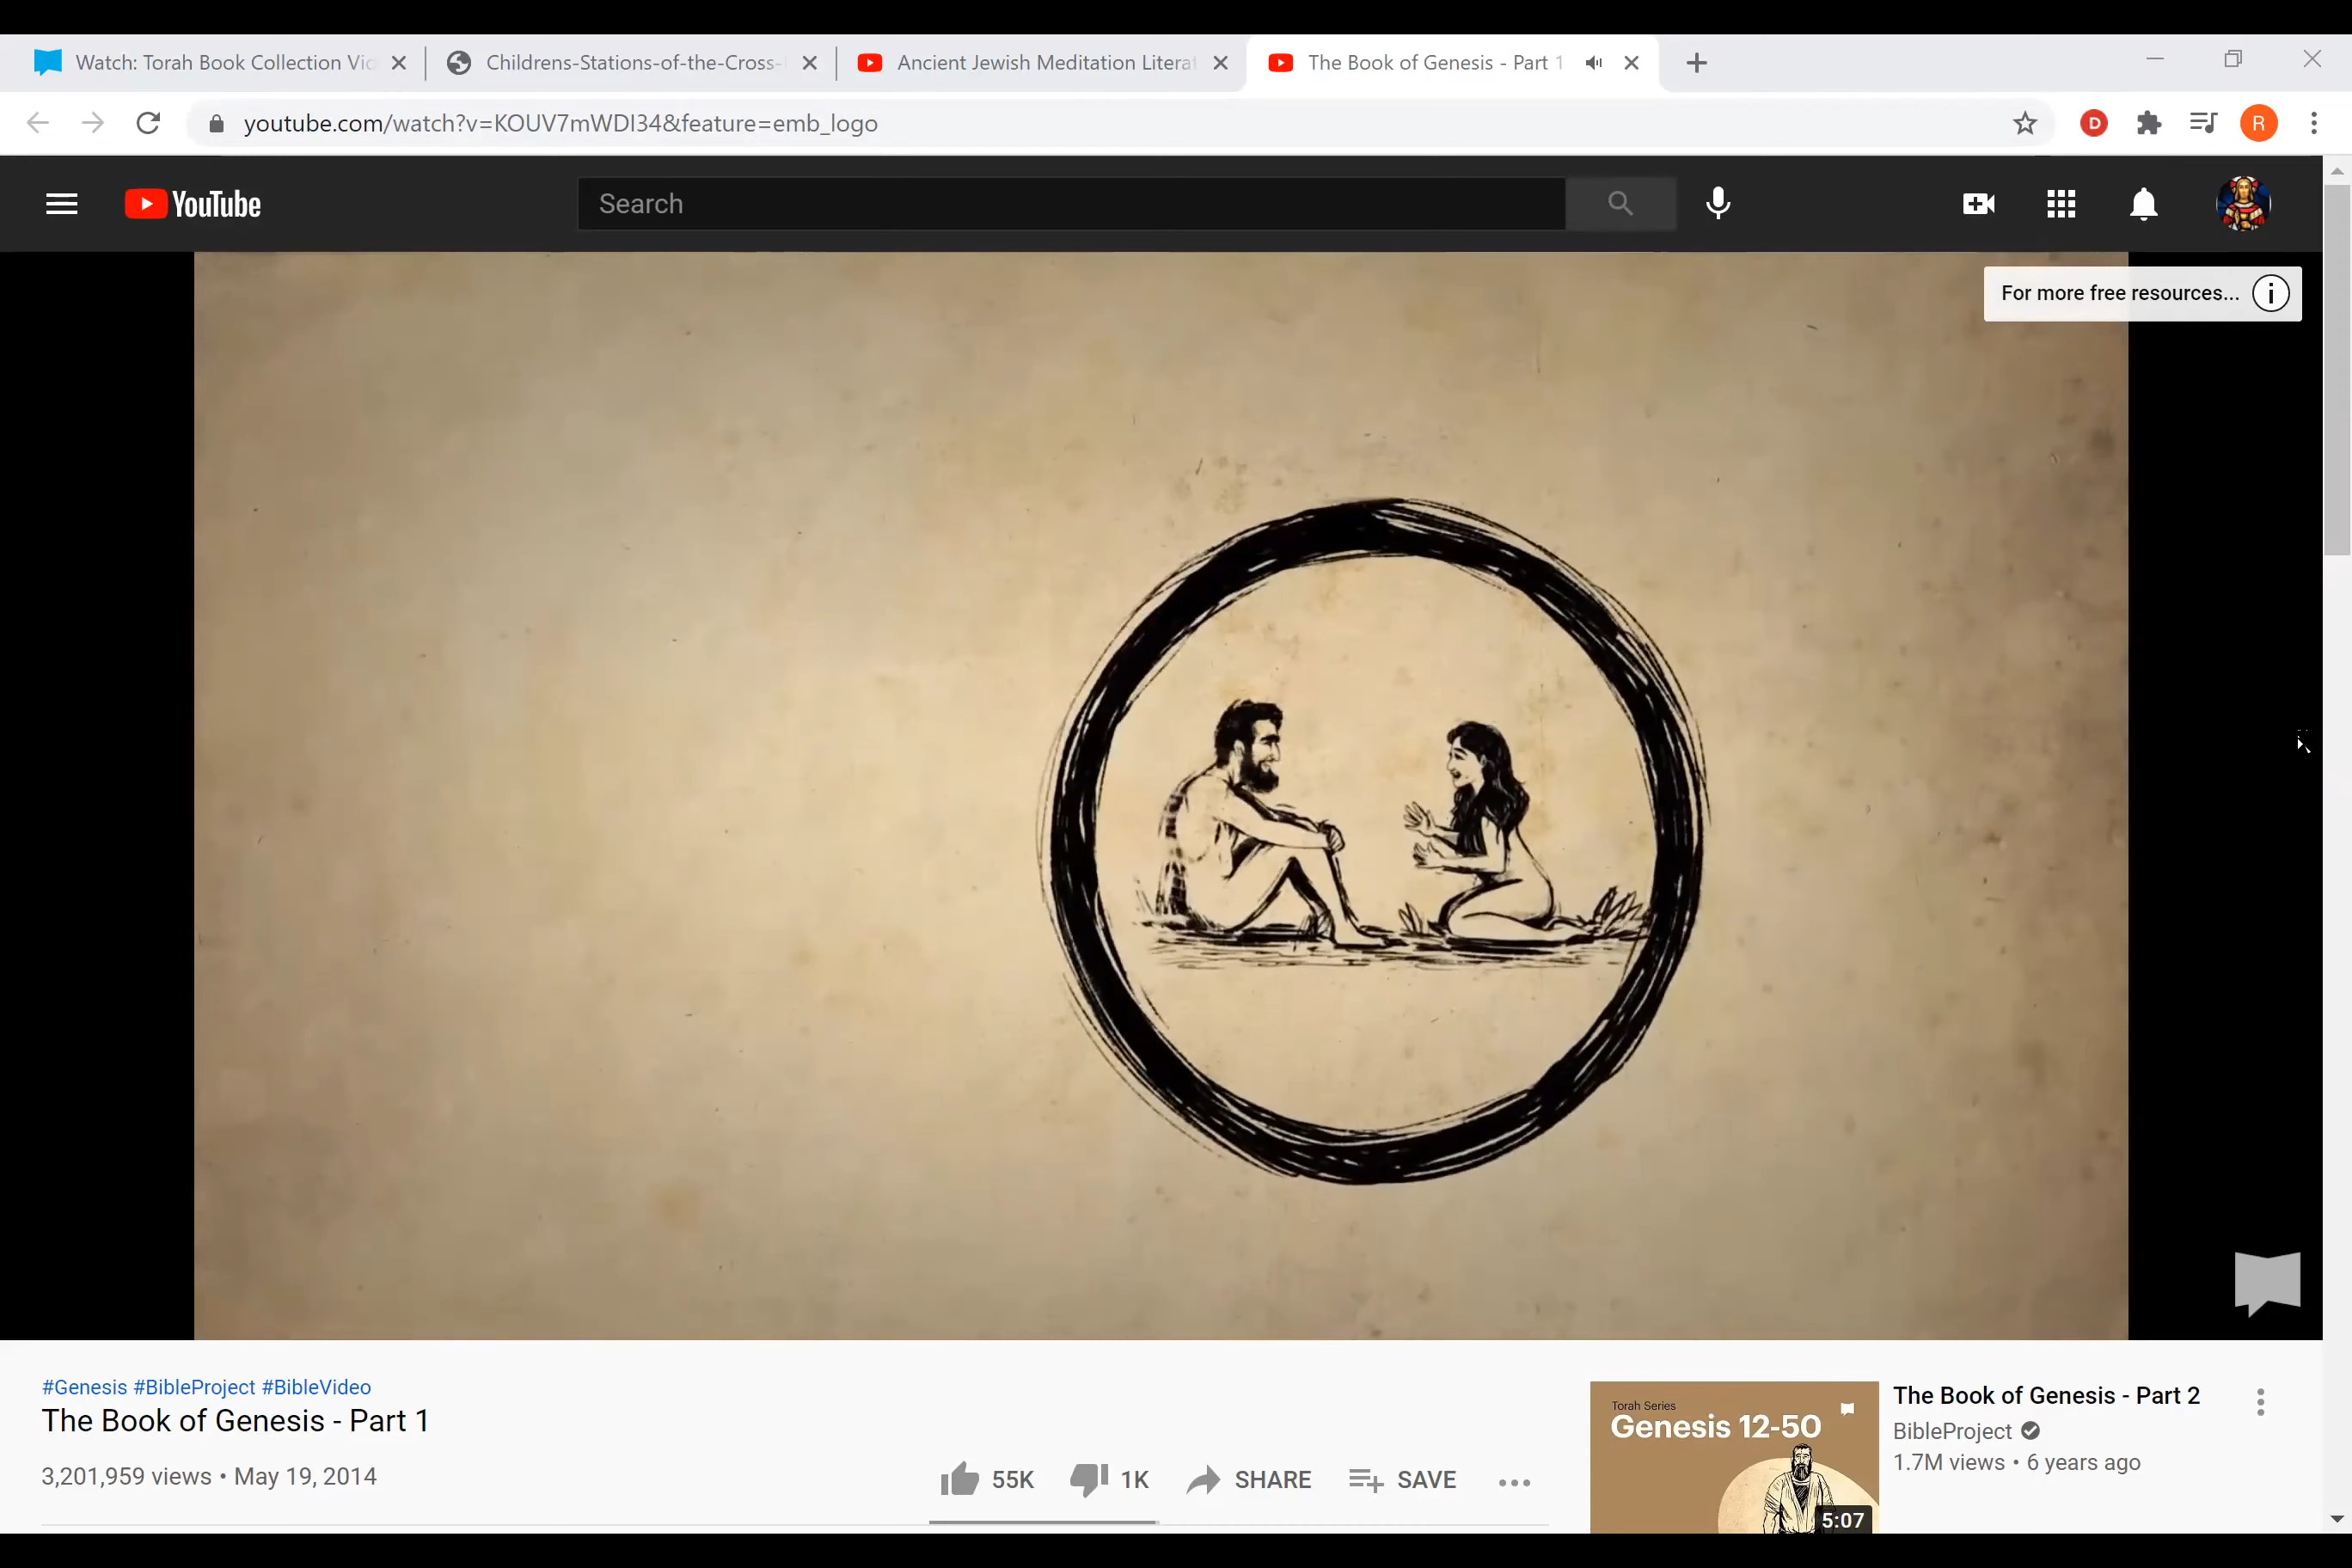 Watch: Torah Book Collection Vid
Childrens-Stations-of-the-Cross-
Ancient Jewish Meditation Literat
The Book of Genesis - Part 1
youtube.com/watch?v=KOUV7mWDI34&feature=emb_logo
D
R
YouTube
Search
For more free resources...
#Genesis #BibleProject #BibleVideo
The Book of Genesis - Part 1
3,201,959 views • May 19, 2014
55K
1K
SHARE
SAVE
Torah Series
Genesis 12-50
5:07
The Book of Genesis - Part 2
BibleProject
1.7M views • 6 years ago